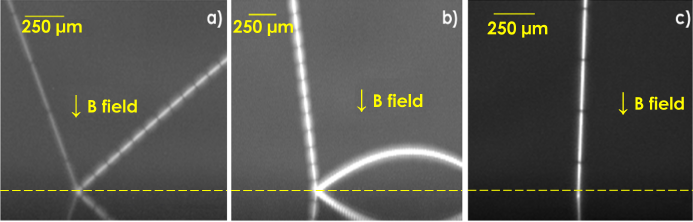 a)
250 µm
↓ B field
b)
250 µm
↓ B field
c)
250 µm
↓ B field